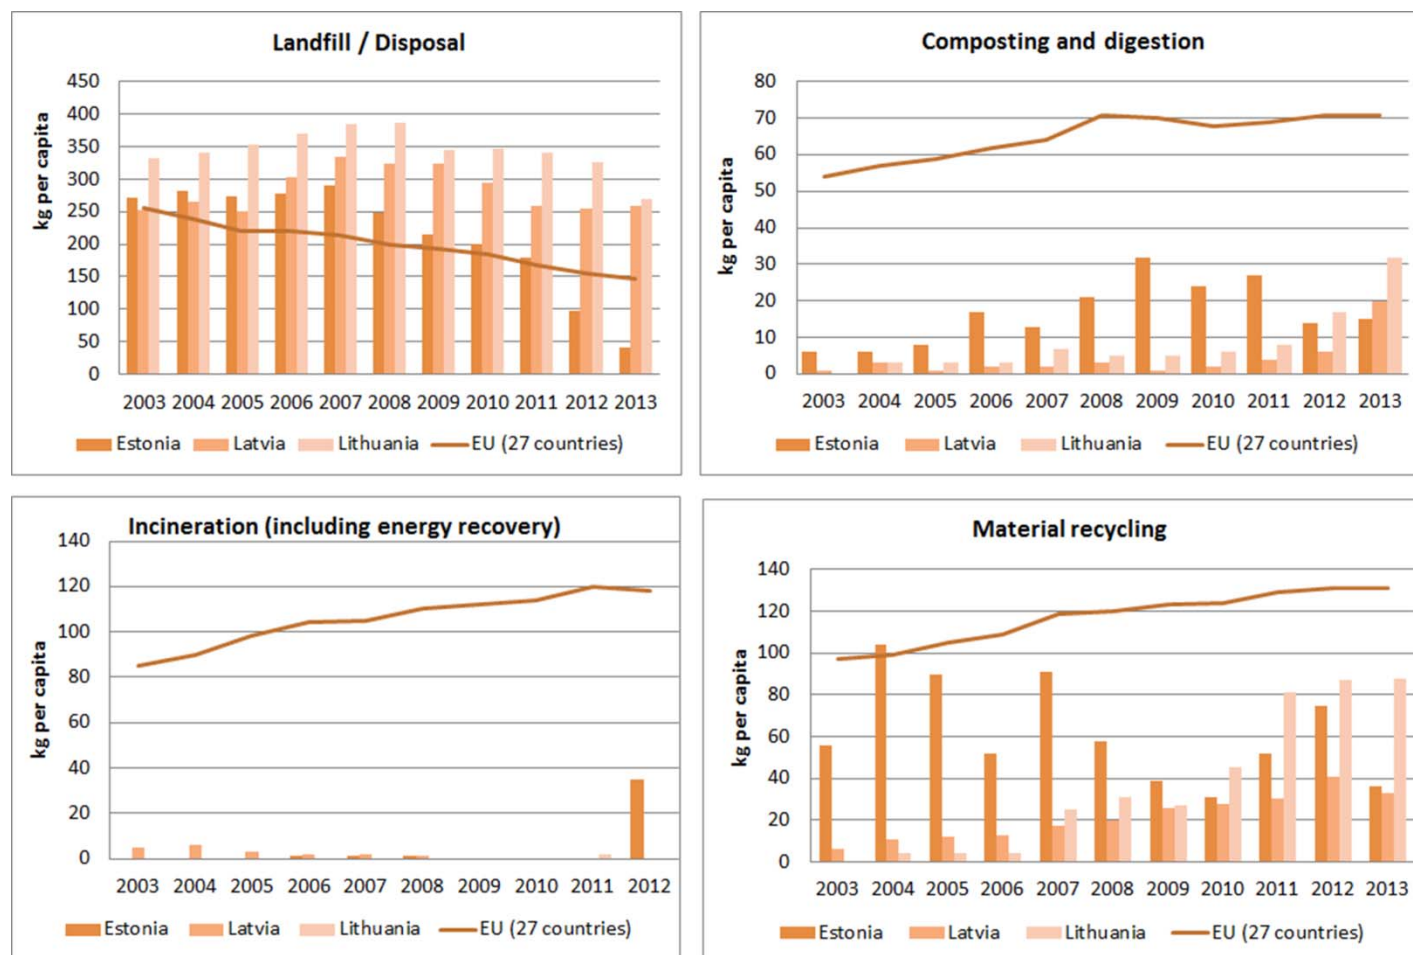 Landfill / Disposal
kg per capita
450
400
350
300
250
200
150
100
50
0
2003 2004 2005 2006 2007 2008 2009 2010 2011 2012 2013
Estonia Latvia Lithuania EU (27 countries)
Composting and digestion
kg per capita
80
70
60
50
40
30
20
10
0
2003 2004 2005 2006 2007 2008 2009 2010 2011 2012 2013
Estonia Latvia Lithuania EU (27 countries)
Incineration (including energy recovery)
kg per capita
140
120
100
80
60
40
20
0
2003 2004 2005 2006 2007 2008 2009 2010 2011 2012
Estonia Latvia Lithuania EU (27 countries)
Material recycling
kg per capita
140
120
100
80
60
40
20
0
2003 2004 2005 2006 2007 2008 2009 2010 2011 2012 2013
Estonia Latvia Lithuania EU (27 countries)